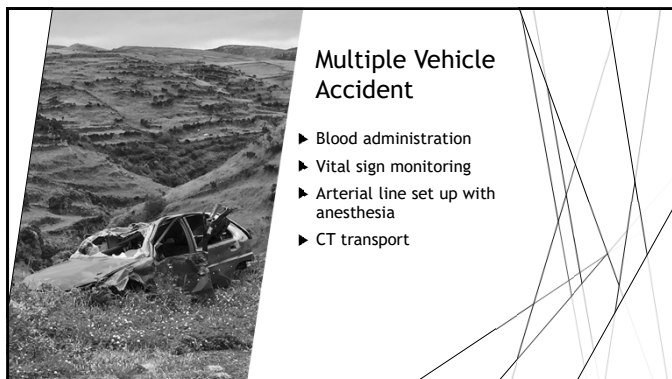 Multiple Vehicle
Accident
Blood administration
Vital sign monitoring
Arterial line set up with
anesthesia
CT transport